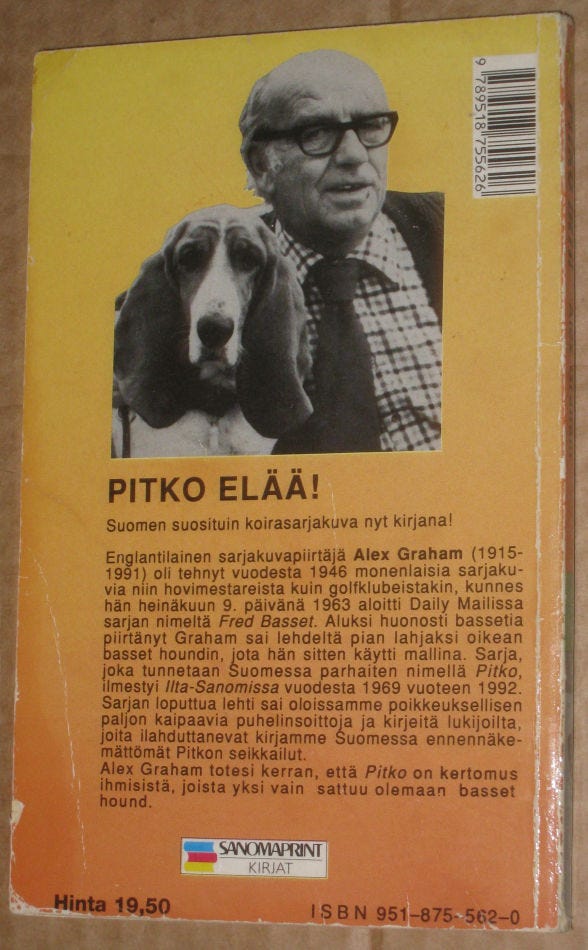 9 789518 755626
PITKO ELÄÄ!
Suomen suosituin koirasarjakuva nyt kirjana!
Englantilainen sarjakuvapiirtäjä Alex Graham (1915-
1991) oli tehnyt vuodesta 1946 monenlaisia sarjaku-
via niin hovimestareista kuin golfklubeistakin, kunnes
hän heinäkuun 9. päivänä 1963 aloitti Daily Mailissa
sarjan nimeltä Fred Basset. Aluksi huonosti bassetia
piirtänyt Graham sai lehdeltä pian lahjaksi oikean
basset houndin, jota hän sitten käytti mallina. Sarja,
joka tunnetaan Suomessa parhaiten nimellä Pitko,
ilmestyi Ilta-Sanomissa vuodesta 1969 vuoteen 1992.
Sarjan loputtua lehti sai oloissamme poikkeuksellisen
paljon kaipaavia puhelinsoittoja ja kirjeitä lukijoilta,
joita ilahduttanevat kirjamme Suomessa ennennäke-
mättömät Pitkon seikkailut.
Alex Graham totesi kerran, että Pitko on kertomus
ihmisistä, joista yksi vain sattuu olemaan basset
hound.
SANOMAPRINT
KIRJAT
Hinta 19,50
ISBN 951-875-562-0